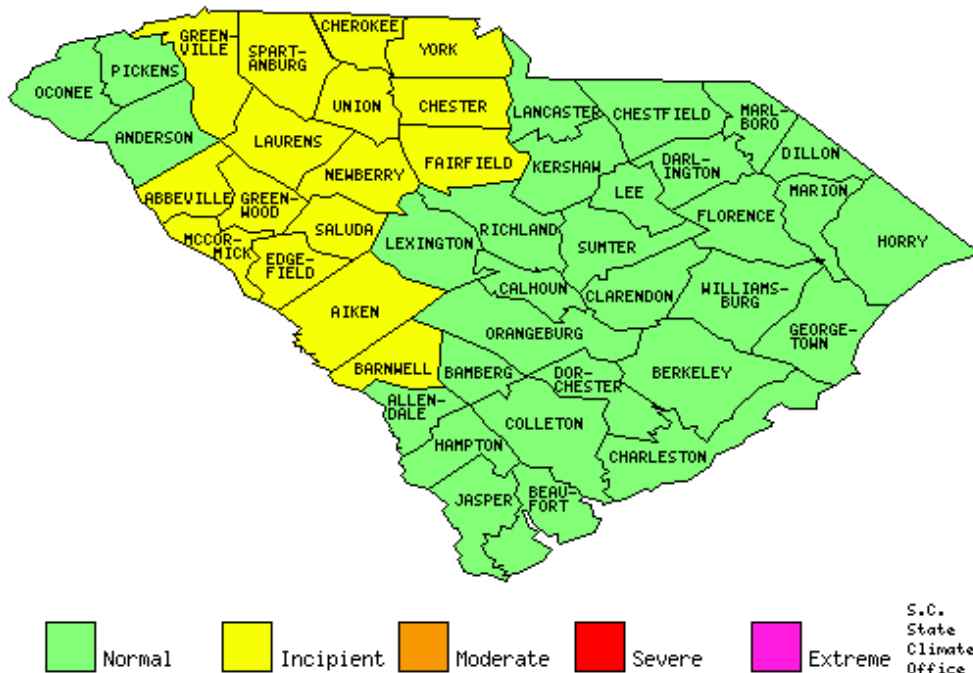 CHEROKEE
GREEN-
VILLE
SPART-
ANBURG
YORK
PICKENS
OCONEE
UNION
CHESTER
LANCASTER
CHESTFIELD
MARL-
BORO
ANDERSON
LAURENS
FAIRFIELD
KERSHAW
DARL-
INGTON
DILLON
NEWBERRY
LEE
MARION
ABBEVILLE
GREEN-
WOOD
FLORENCE
SALUDA
RICHLAND
LEXINGTON
SUMTER
HORRY
MCCOR-
MICK
EDGE-
FIELD
CALHOUN
CLARENDON
WILLIAMS-
BURG
AIKEN
ORANGEBURG
GEORGE-
TOWN
BARNWELL
BAMBERG
DOR-
CHESTER
BERKELEY
ALLEN-
DALE
COLLETON
HAMPTON
CHARLESTON
JASPER
BEAU-
FORT
Normal
Incipient
Moderate
Severe
Extreme
S.C.
State
Climate
Office